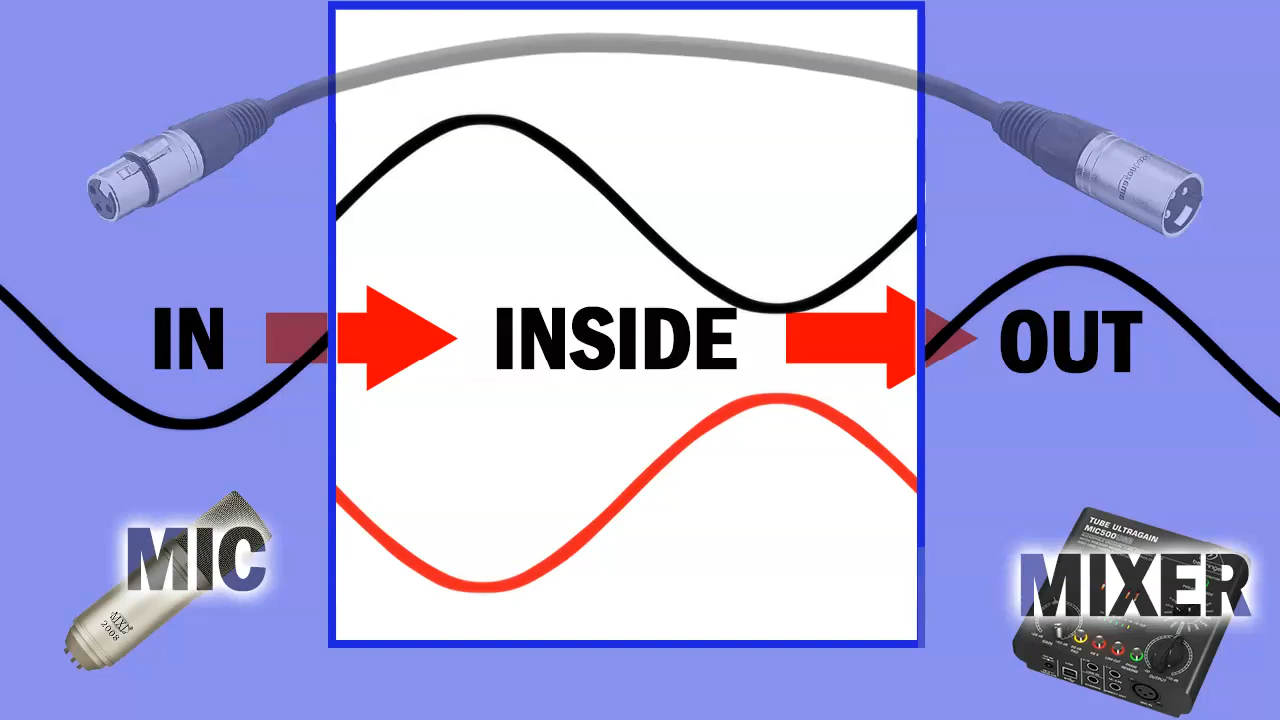 IN
INSIDE
OUT
MIC
MXL
2008
TUBE ULTRAGAIN
MIC500
MIXER